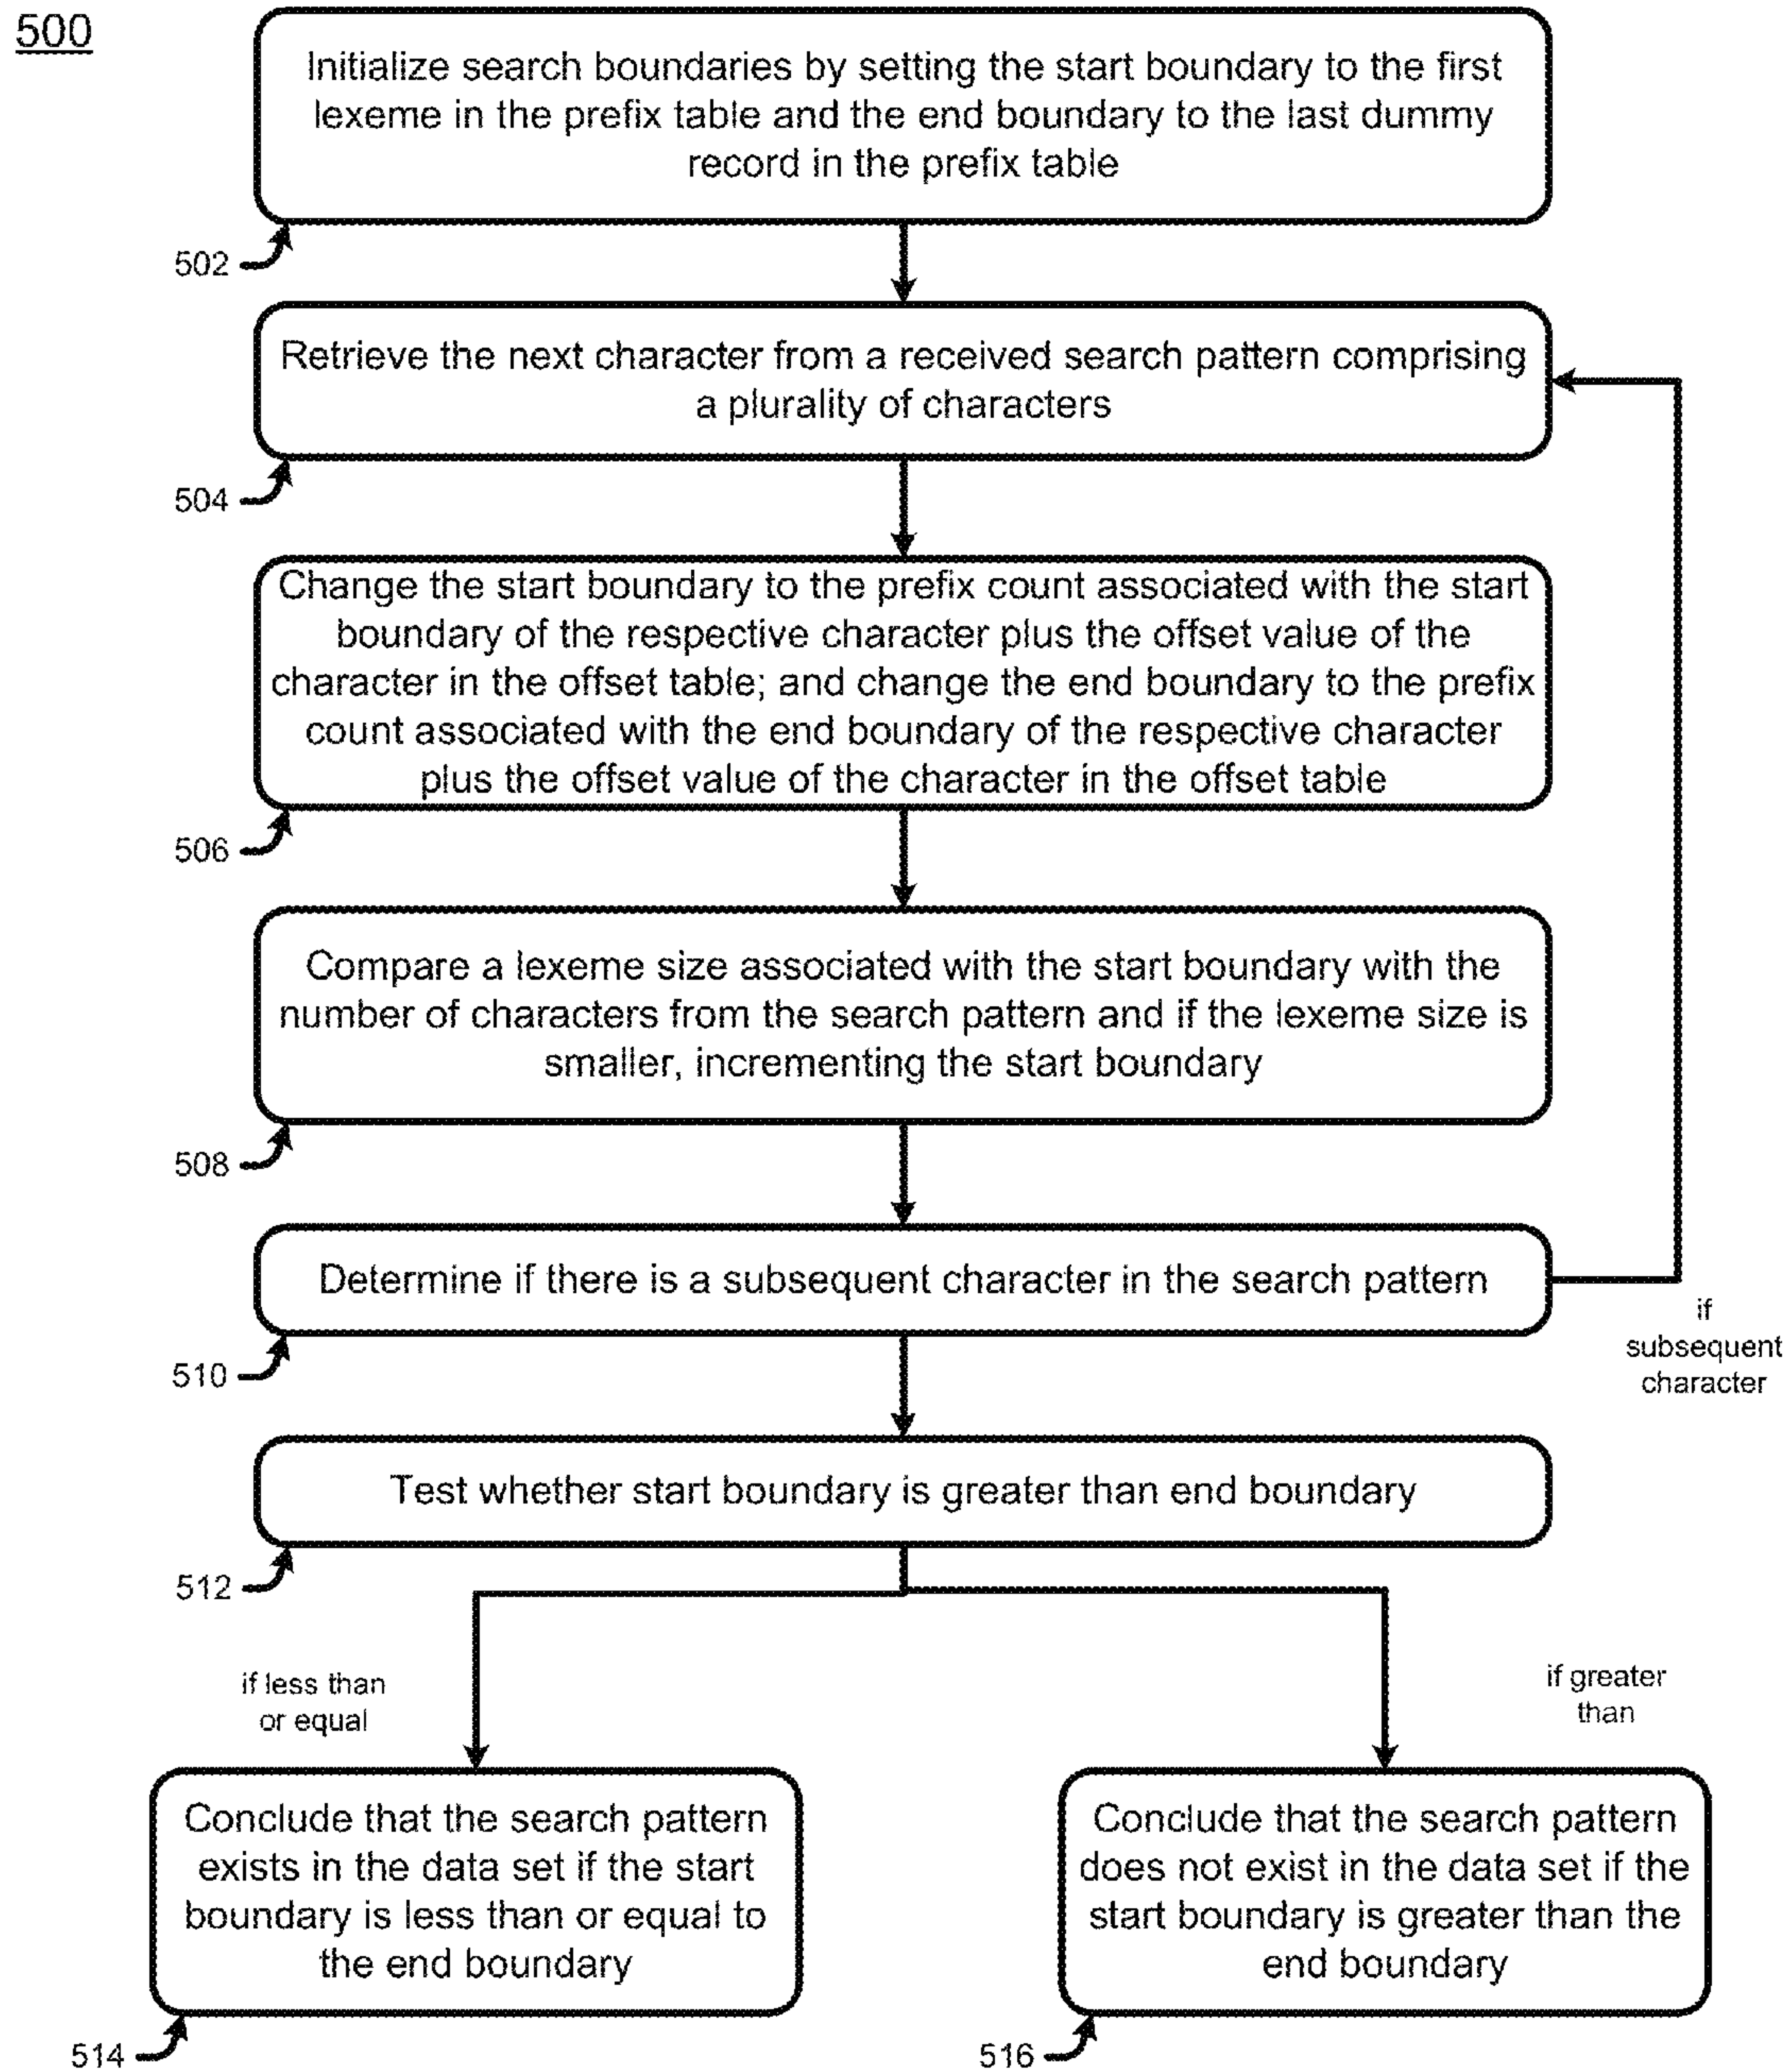 500
Initialize search boundaries by setting the start boundary to the first
lexeme in the prefix table and the end boundary to the last dummy
record in the prefix table
502
Retrieve the next character from a received search pattern comprising
a plurality of characters
504
Change the start boundary to the prefix count associated with the start
boundary of the respective character plus the offset value of the
character in the offset table; and change the end boundary to the prefix
count associated with the end boundary of the respective character
plus the offset value of the character in the offset table
506
Compare a lexeme size associated with the start boundary with the
number of characters from the search pattern and if the lexeme size is
smaller, incrementing the start boundary
508
Determine if there is a subsequent character in the search pattern
if
subsequent
character
510
Test whether start boundary is greater than end boundary
512
if less than
or equal
if greater
than
Conclude that the search pattern
exists in the data set if the start
boundary is less than or equal to
the end boundary
514
Conclude that the search pattern
does not exist in the data set if the
start boundary is greater than the
end boundary
516